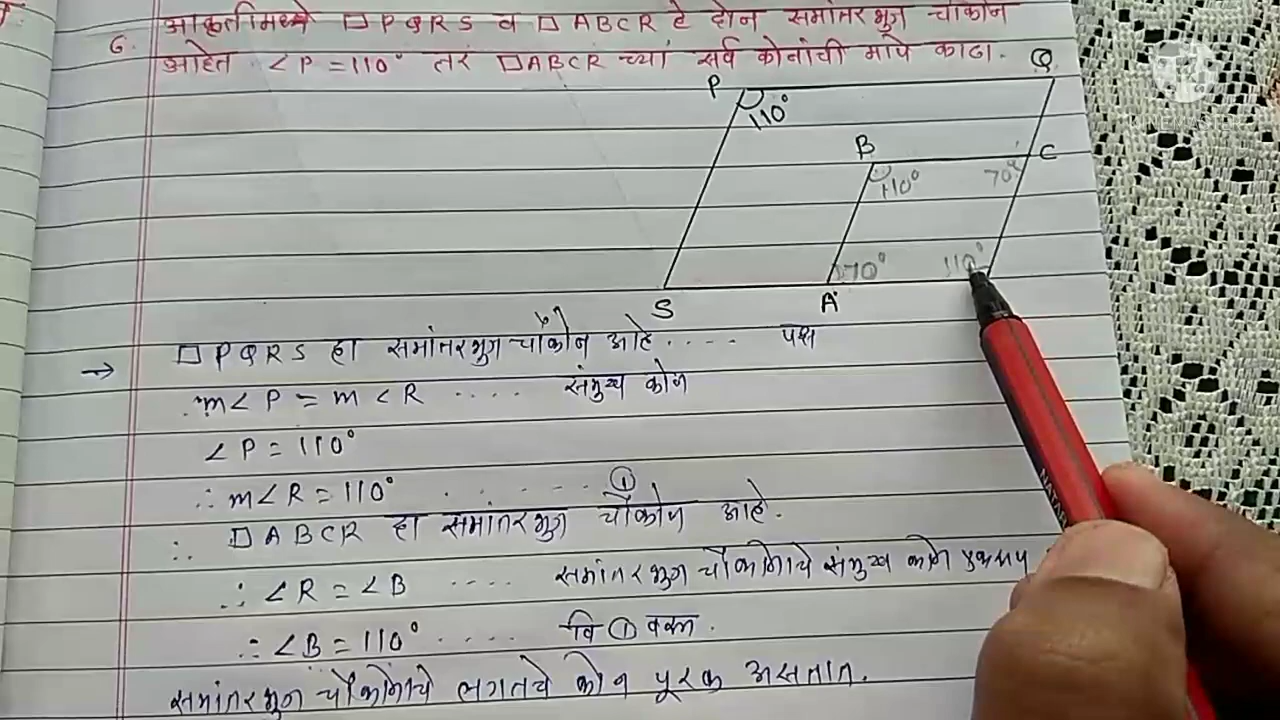 6. आकृतीमध्ये □PQRS व □ABCR हे दोन समांतरभुज चौकोन
आहेत ∠P = 110° तर □ABCR च्या सर्व कोनांची मापे काढा.
P Q
110°
B C
110° 70°
70° 110°
S A
→ □PQRS हा समांतरभुज चौकोन आहे. .... पक्ष
∴ m∠P = m∠R .... संमुख कोन
∠P = 110°
∴ m∠R = 110° ...... ①
∴ □ABCR हा समांतरभुज चौकोन आहे.
∴ ∠R = ∠B .... समांतरभुज चौकोनाचे संमुख कोन
∴ ∠B = 110° .... वि ① वरून.
समांतरभुज चौकोनाचे लगतचे कोन पूरक असतात.